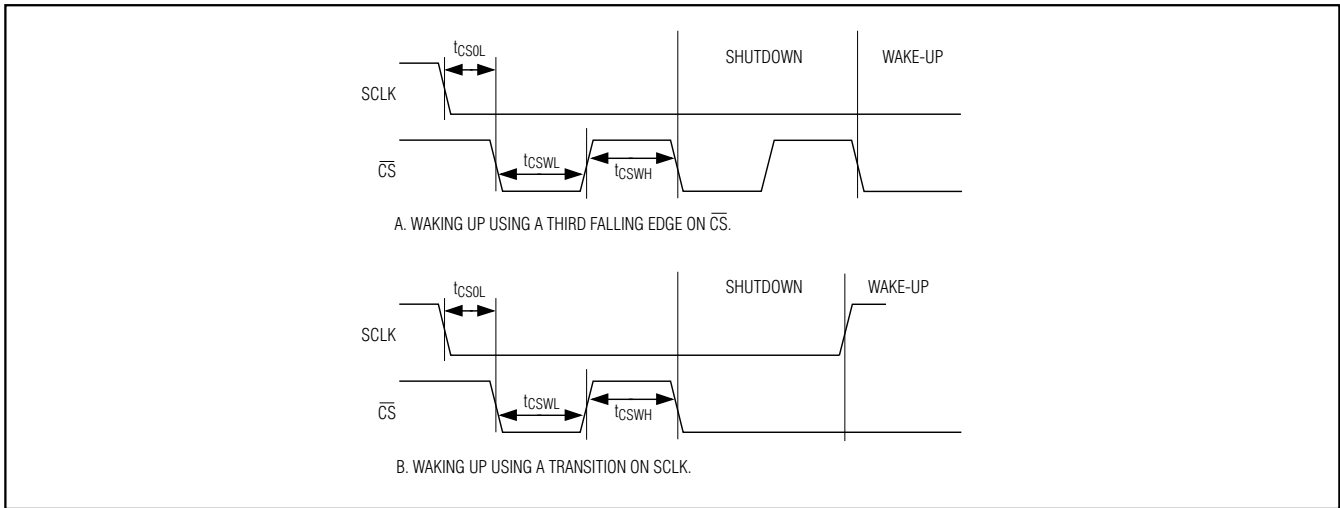 tCS0L
SHUTDOWN
WAKE-UP
SCLK
CS
tCSWL
tCSWH
A. WAKING UP USING A THIRD FALLING EDGE ON CS.
tCS0L
SHUTDOWN
WAKE-UP
SCLK
CS
tCSWL
tCSWH
B. WAKING UP USING A TRANSITION ON SCLK.